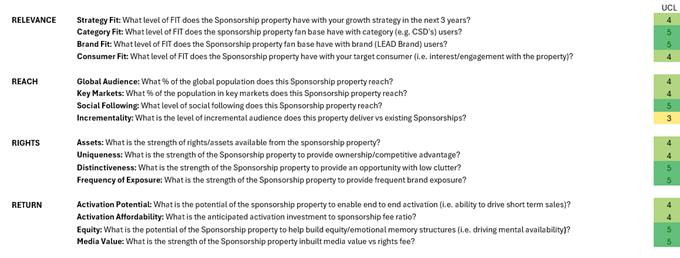 UCL
RELEVANCE Strategy Fit: What level of FIT does the Sponsorship property have with your growth strategy in the next 3 years? 4
Category Fit: What level of FIT does the sponsorship property fan base have with category (e.g. CSD's) users? 5
Brand Fit: What level of FIT does the Sponsorship property fan base have with brand (LEAD Brand) users? 5
Consumer Fit: What level of FIT does the Sponsorship property have with your target consumer (i.e. interest/engagement with the property)? 4
REACH Global Audience: What % of the global population does this Sponsorship property reach? 4
Key Markets: What % of the population in key markets does this Sponsorship property reach? 4
Social Following: What level of social following does this Sponsorship property reach? 5
Incrementality: What is the level of incremental audience does this property deliver vs existing Sponsorships? 3
RIGHTS Assets: What is the strength of rights/assets available from the sponsorship property? 4
Uniqueness: What is the strength of the Sponsorship property to provide ownership/competitive advantage? 4
Distinctiveness: What is the strength of the Sponsorship property to provide an opportunity with low clutter? 5
Frequency of Exposure: What is the strength of the Sponsorship property to provide frequent brand exposure? 5
RETURN Activation Potential: What is the potential of the sponsorship property to enable end to end activation (i.e. ability to drive short term sales)? 4
Activation Affordability: What is the anticipated activation investment to sponsorship fee ratio? 4
Equity: What is the potential of the Sponsorship property to help build equity/emotional memory structures (i.e. driving mental availability)? 5
Media Value: What is the strength of the Sponsorship property inbuilt media value vs rights fee? 5